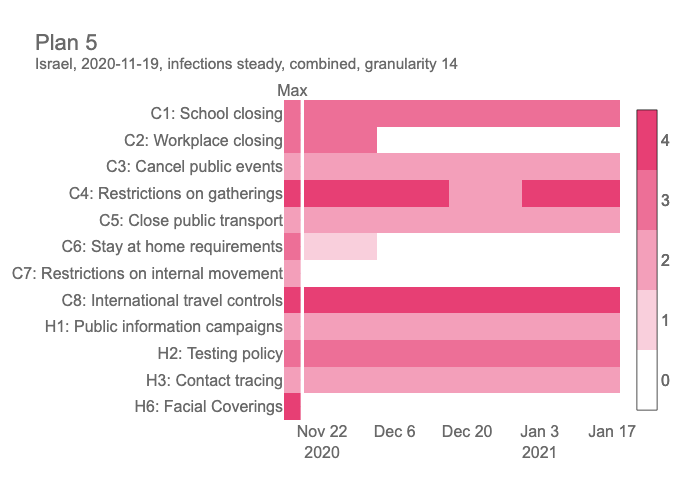 Plan 5
Israel, 2020-11-19, infections steady, combined, granularity 14
Max
C1: School closing
C2: Workplace closing
C3: Cancel public events
C4: Restrictions on gatherings
C5: Close public transport
C6: Stay at home requirements
C7: Restrictions on internal movement
C8: International travel controls
H1: Public information campaigns
H2: Testing policy
H3: Contact tracing
H6: Facial Coverings
Nov 22 Dec 6 Dec 20 Jan 3 Jan 17
2020 2021
4
3
2
1
0